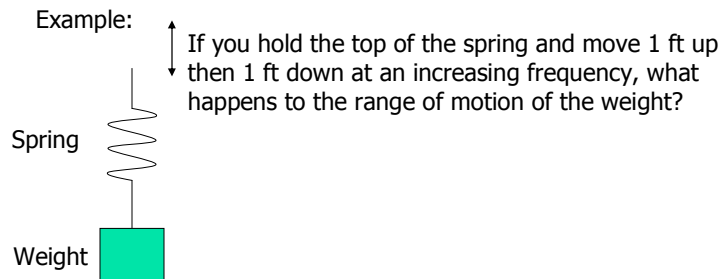 Example:
If you hold the top of the spring and move 1 ft up
then 1 ft down at an increasing frequency, what
happens to the range of motion of the weight?
Spring
Weight